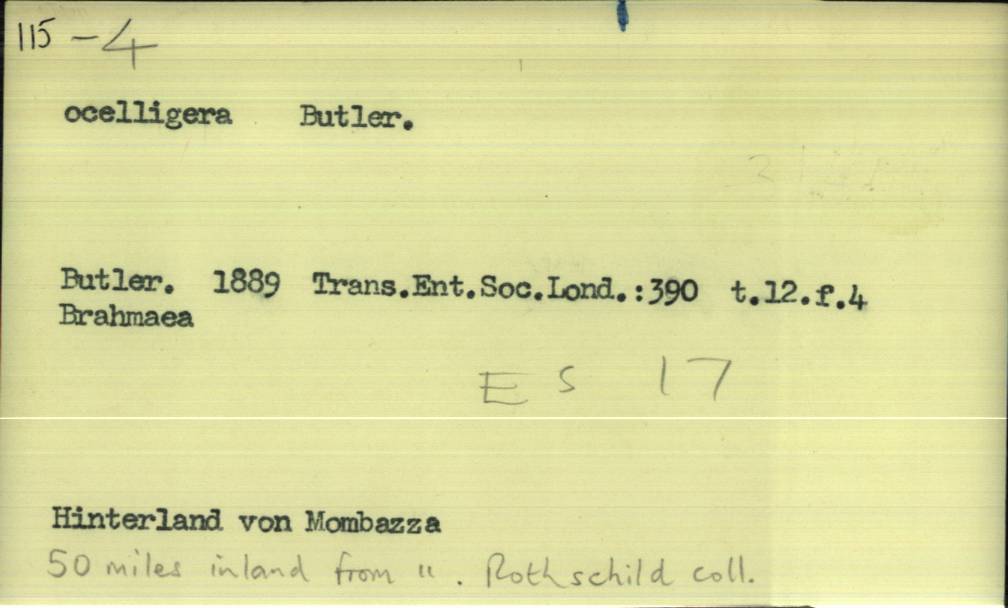 115 - 4
ocelligera Butler.
Butler. 1889 Trans.Ent.Soc.Lond.:390 t.12.f.4
Brahmaea
E S 17
Hinterland von Mombazza
50 miles inland from " . Rothschild coll.